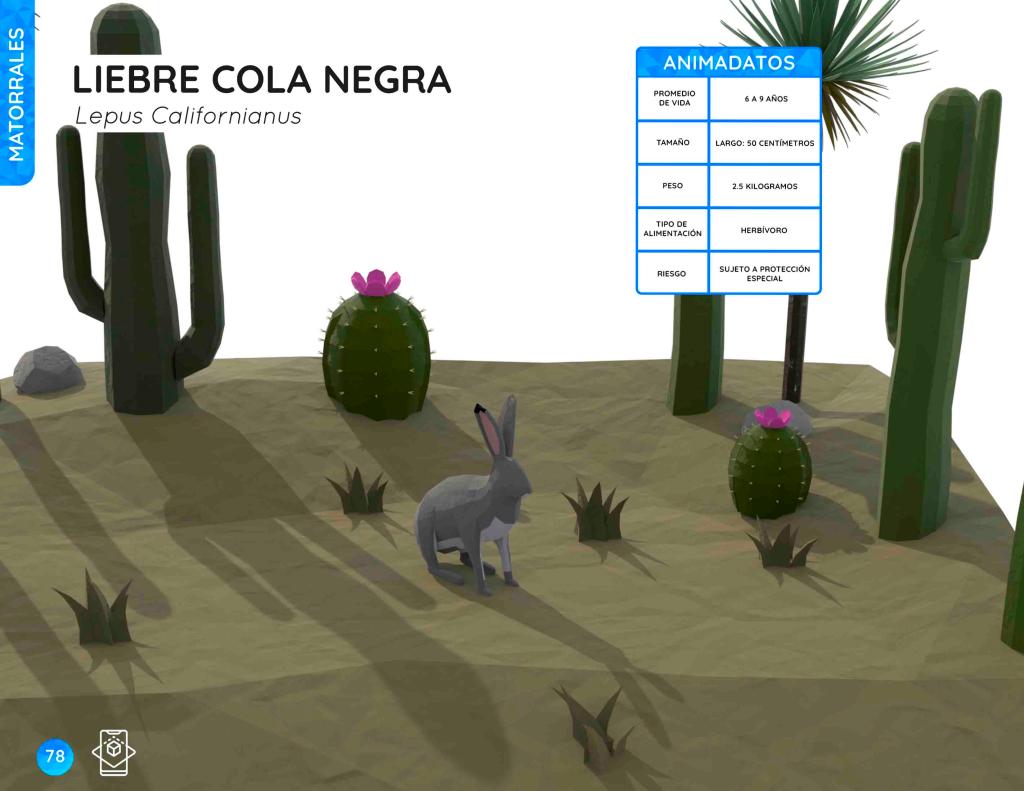 MATORRALES
LIEBRE COLA NEGRA
Lepus Californianus
ANIMADATOS
PROMEDIO
DE VIDA
6 A 9 AÑOS
TAMAÑO
LARGO: 50 CENTÍMETROS
PESO
2.5 KILOGRAMOS
TIPO DE
ALIMENTACIÓN
HERBÍVORO
RIESGO
SUJETO A PROTECCIÓN
ESPECIAL
78